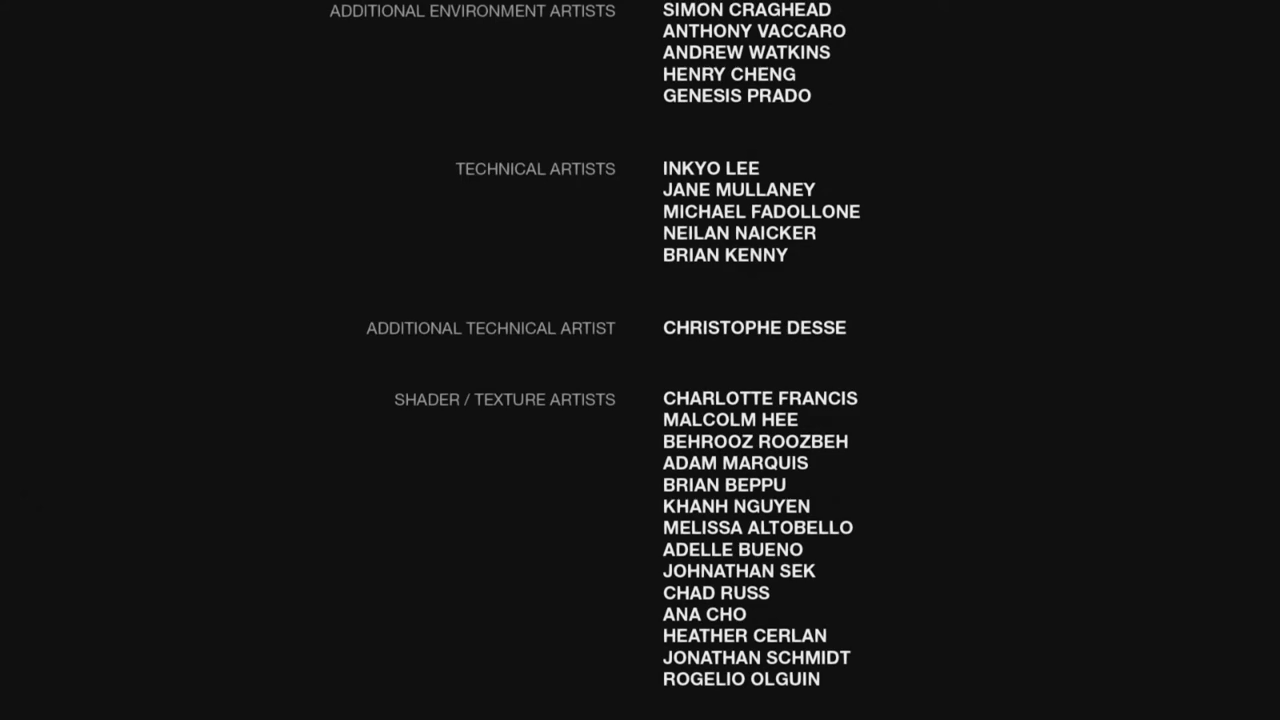 ADDITIONAL ENVIRONMENT ARTISTS SIMON CRAGHEAD
ANTHONY VACCARO
ANDREW WATKINS
HENRY CHENG
GENESIS PRADO
TECHNICAL ARTISTS INKYO LEE
JANE MULLANEY
MICHAEL FADOLLONE
NEILAN NAICKER
BRIAN KENNY
ADDITIONAL TECHNICAL ARTIST CHRISTOPHE DESSE
SHADER / TEXTURE ARTISTS CHARLOTTE FRANCIS
MALCOLM HEE
BEHROOZ ROOZBEH
ADAM MARQUIS
BRIAN BEPPU
KHANH NGUYEN
MELISSA ALTOBELLO
ADELLE BUENO
JOHNATHAN SEK
CHAD RUSS
ANA CHO
HEATHER CERLAN
JONATHAN SCHMIDT
ROGELIO OLGUIN